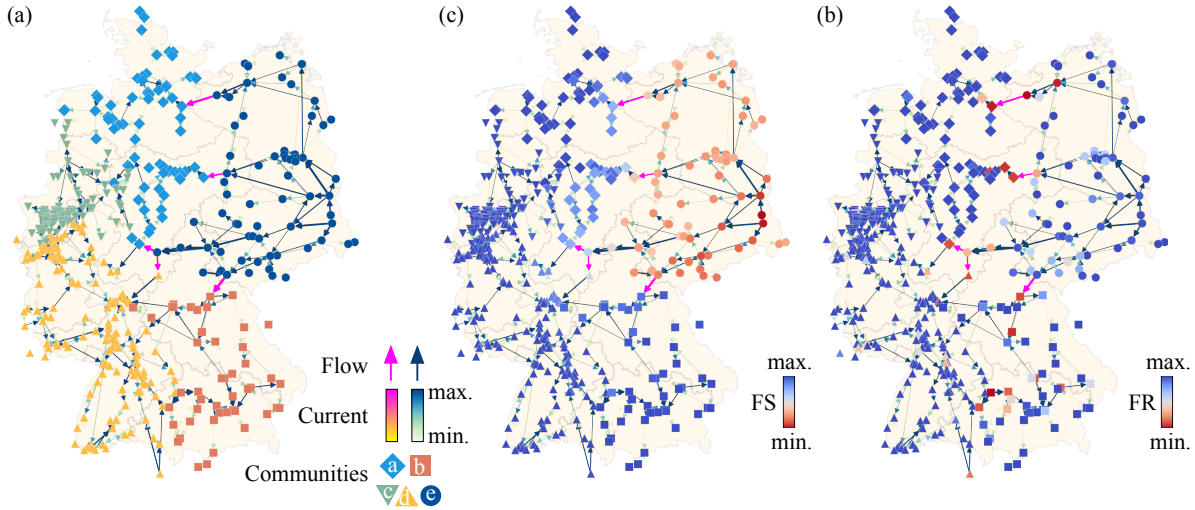 (a)
(c)
(b)
Flow
Current
max.
min.
Communities
a b
c d e
FS
max.
min.
FR
max.
min.